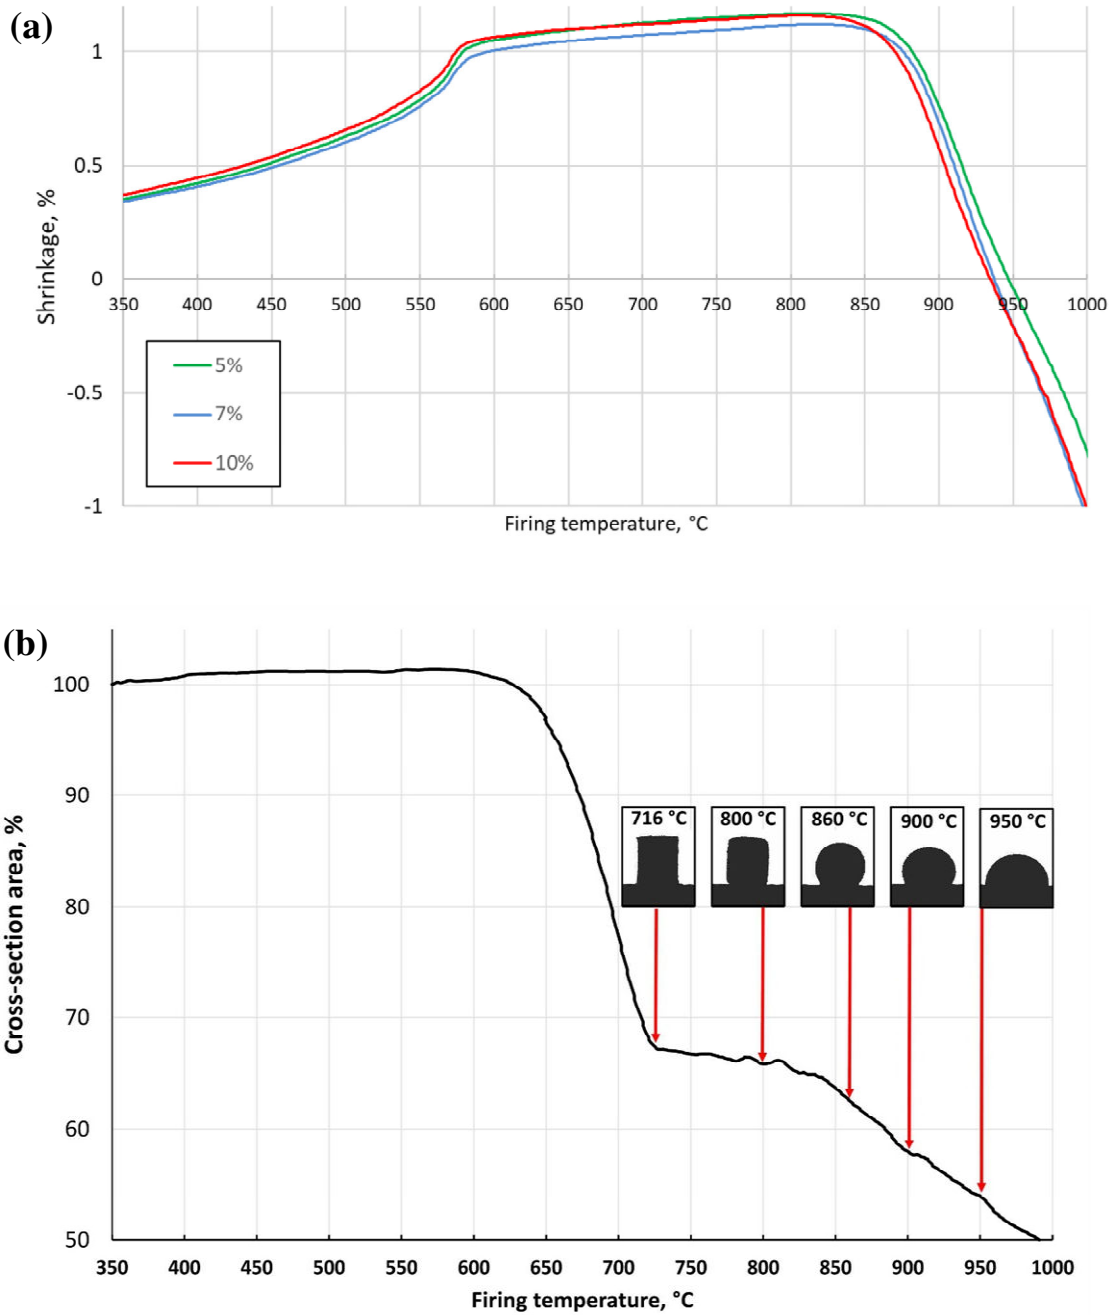 (a)
1
0.5
0
-0.5
-1
Shrinkage, %
350 400 450 500 550 600 650 700 750 800 850 900 950 1000
5%
7%
10%
Firing temperature, °C
(b)
100
90
80
70
60
50
Cross-section area, %
716 °C 800 °C 860 °C 900 °C 950 °C
350 400 450 500 550 600 650 700 750 800 850 900 950 1000
Firing temperature, °C